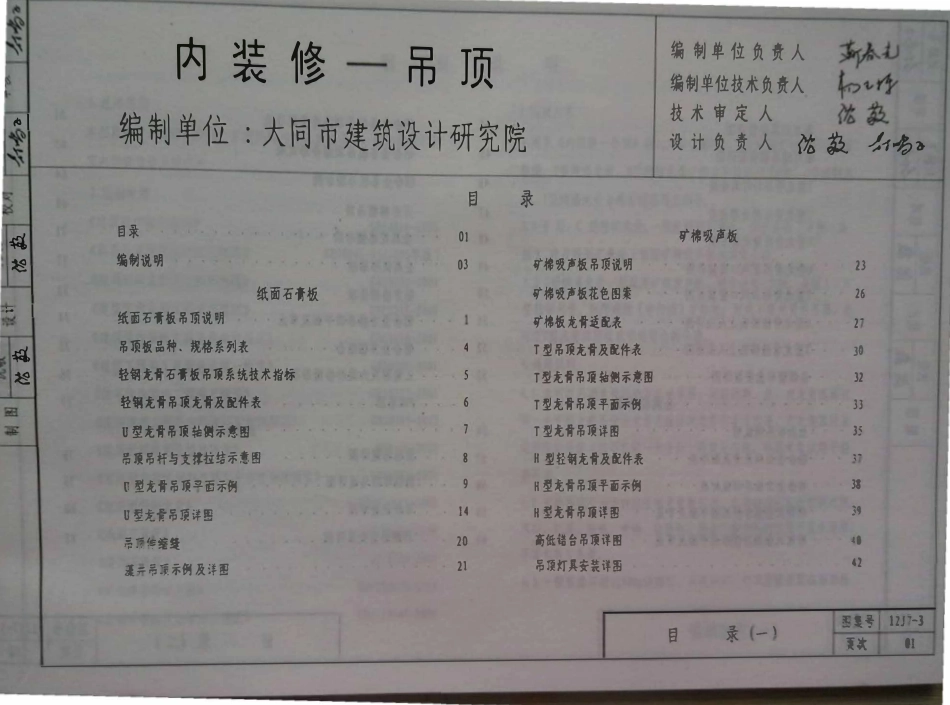 内装修—吊顶
编制单位：大同市建筑设计研究院
编制单位负责人
编制单位技术负责人
技术审定人
设计负责人
目 录
目录 01
编制说明 03
纸面石膏板
纸面石膏板吊顶说明 1
吊顶板品种、规格系列表 4
轻钢龙骨石膏板吊顶系统技术指标 5
轻钢龙骨吊顶龙骨及配件表 6
U型龙骨吊顶轴侧示意图 7
吊顶吊杆与支撑拉结示意图 8
U型龙骨吊顶平面示例 9
U型龙骨吊顶详图 14
吊顶伸缩缝 20
藻井吊顶示例及详图 21
矿棉吸声板
矿棉吸声板吊顶说明 23
矿棉吸声板花色图案 26
矿棉板龙骨适配表 27
T型吊顶龙骨及配件表 30
T型龙骨吊顶轴侧示意图 32
T型龙骨吊顶平面示例 33
T型龙骨吊顶详图 35
H型轻钢龙骨及配件表 37
H型龙骨吊顶平面示例 38
H型龙骨吊顶详图 39
高低错台吊顶详图 40
吊顶灯具安装详图 42
目 录(一)
图集号 12J7-3
页次 01
设计
制图